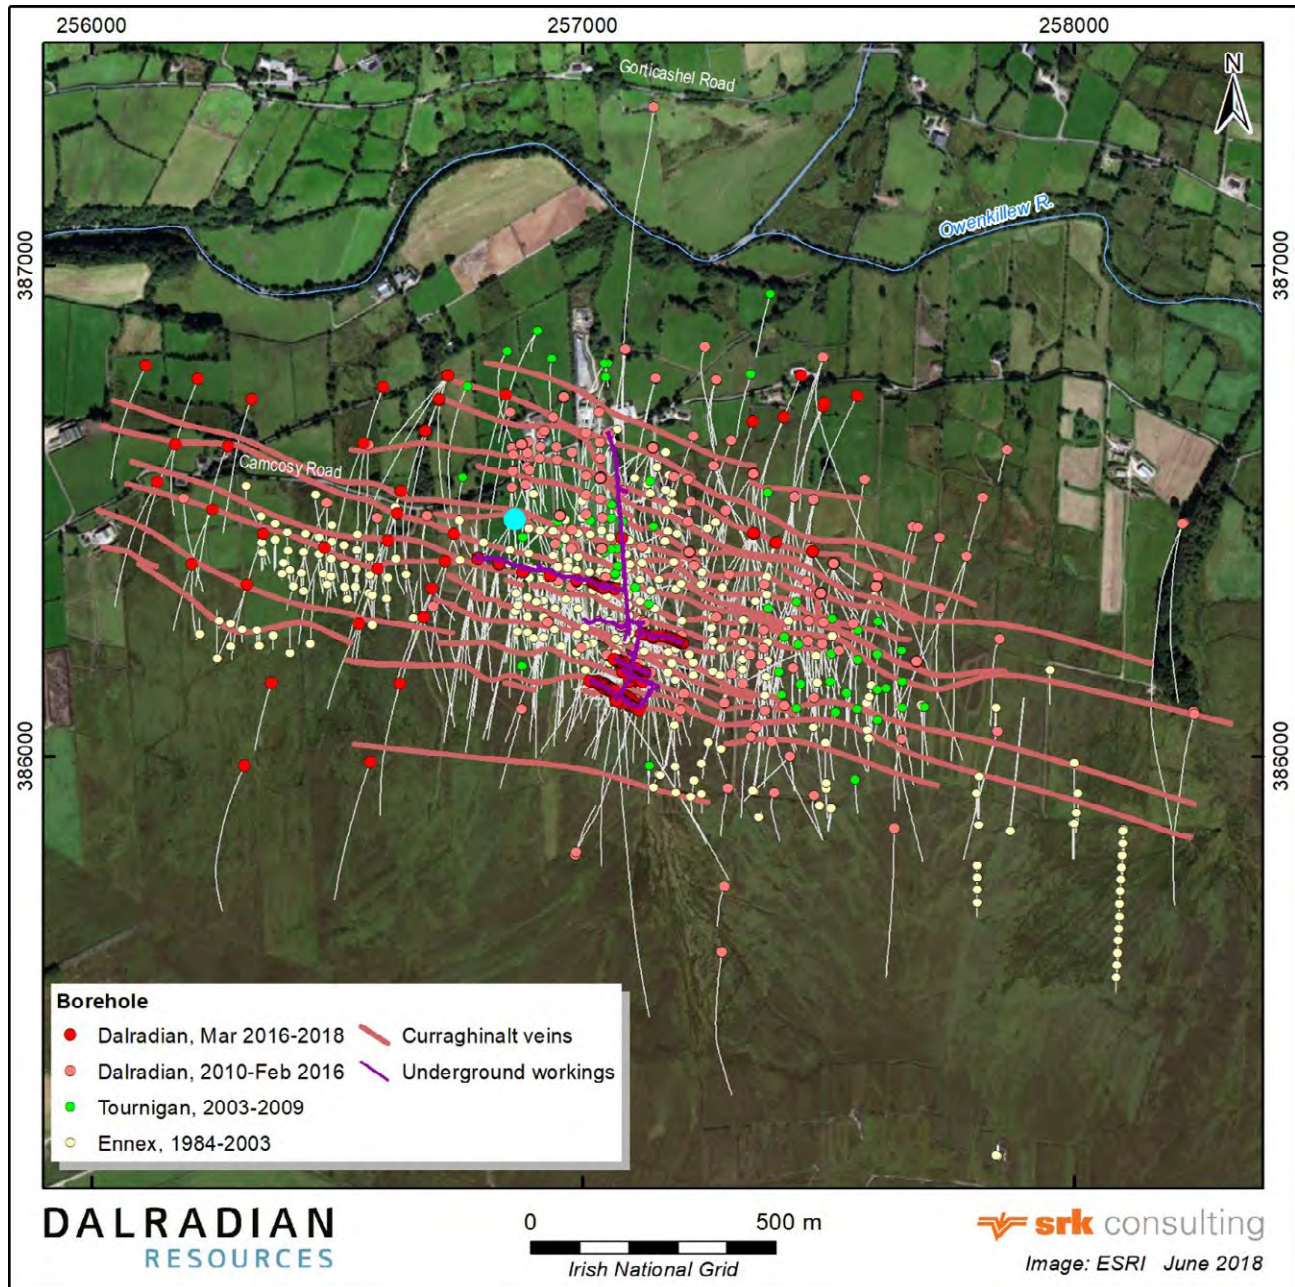 256000 257000 258000
Gorticashel Road
N
Owenkillew R.
387000 387000
Camcosy Road
386000 386000
Borehole
Dalradian, Mar 2016-2018 Curraghinalt veins
Dalradian, 2010-Feb 2016 Underground workings
Tournigan, 2003-2009
Ennex, 1984-2003
DALRADIAN
RESOURCES
0 500 m
Irish National Grid
srk consulting
Image: ESRI June 2018